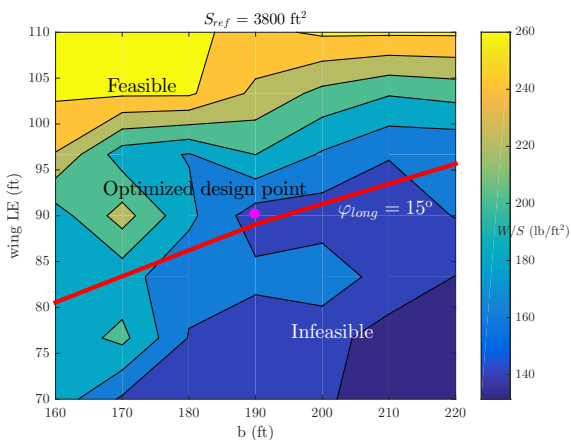 S_ref = 3800 ft²
110
105
100
95
90
85
80
75
70
wing LE (ft)
Feasible
Optimized design point
φ_long = 15°
Infeasible
160
170
180
190
200
210
220
b (ft)
260
240
220
200
180
160
140
W/S (lb/ft²)